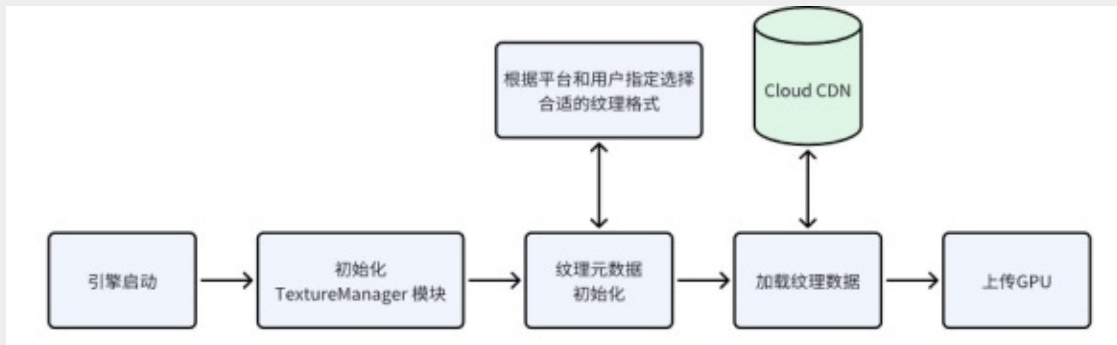 根据平台和用户指定选择
合适的纹理格式
Cloud CDN
引擎启动
初始化
TextureManager 模块
纹理元数据
初始化
加载纹理数据
上传GPU